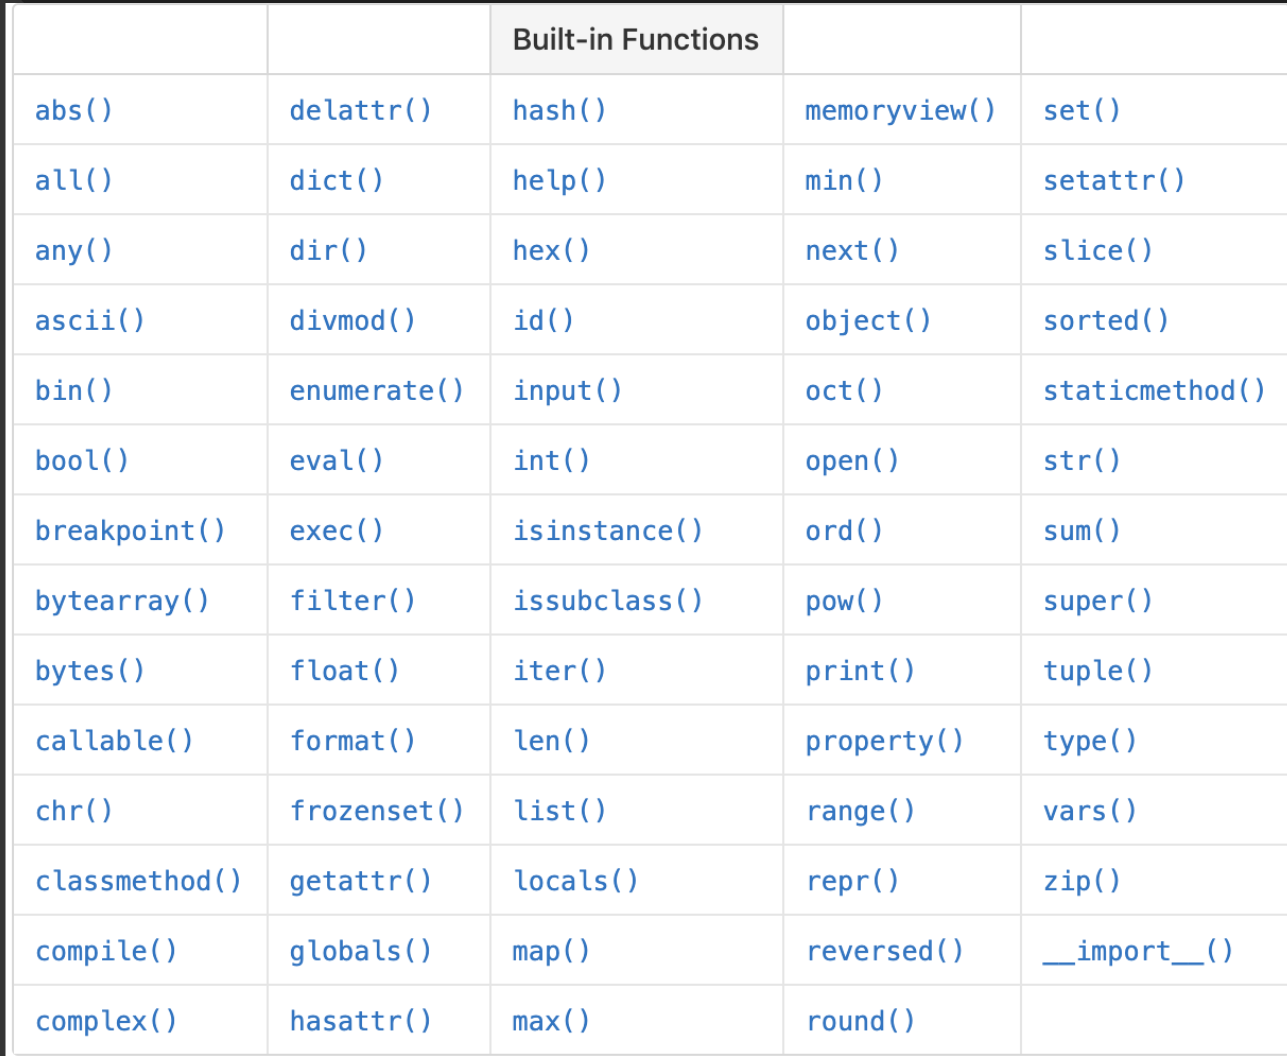 Built-in Functions
abs() delattr() hash() memoryview() set()
all() dict() help() min() setattr()
any() dir() hex() next() slice()
ascii() divmod() id() object() sorted()
bin() enumerate() input() oct() staticmethod()
bool() eval() int() open() str()
breakpoint() exec() isinstance() ord() sum()
bytearray() filter() issubclass() pow() super()
bytes() float() iter() print() tuple()
callable() format() len() property() type()
chr() frozenset() list() range() vars()
classmethod() getattr() locals() repr() zip()
compile() globals() map() reversed() __import__()
complex() hasattr() max() round()